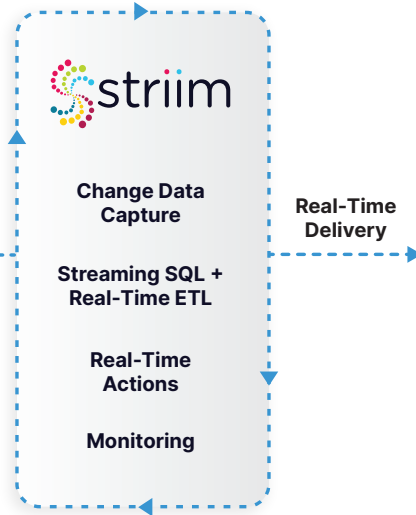 striim
Change Data
Capture
Streaming SQL +
Real-Time ETL
Real-Time
Actions
Monitoring
Real-Time
Delivery